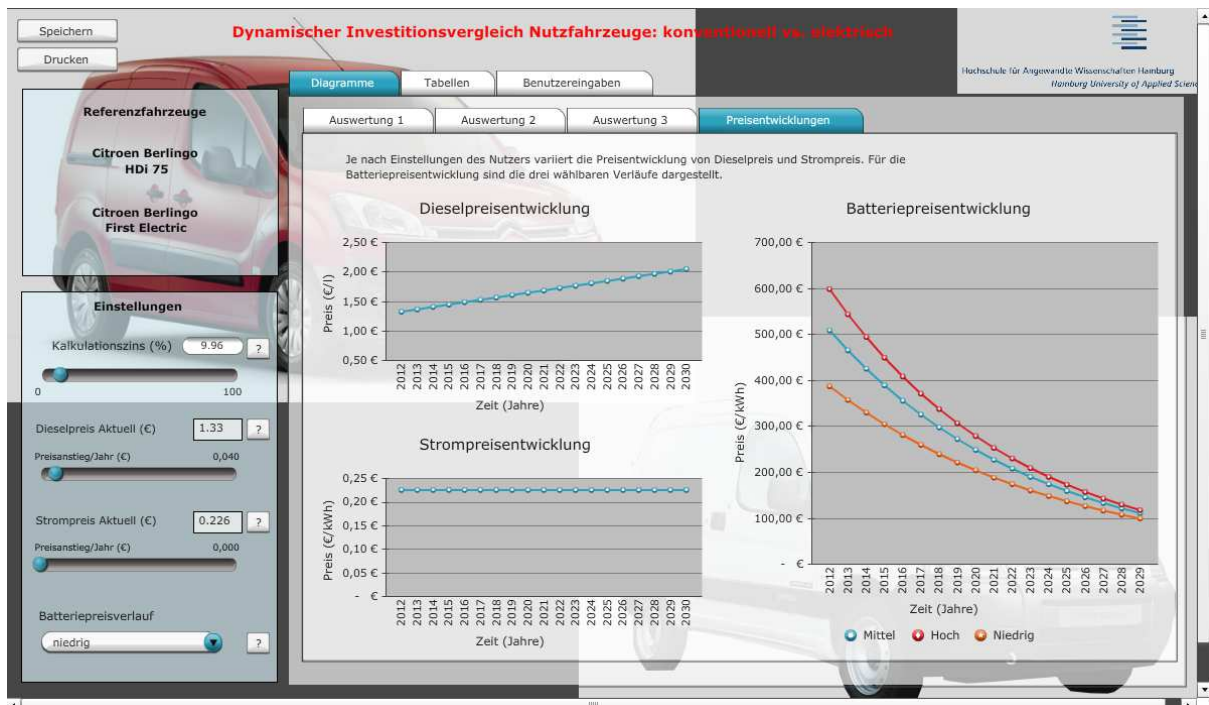 Speichern
Drucken
Dynamischer Investitionsvergleich Nutzfahrzeuge: konventionell vs. elektrisch
Hochschule für Angewandte Wissenschaften Hamburg
Hamburg University of Applied Scien
Referenzfahrzeuge
Citroen Berlingo
HDi 75
Citroen Berlingo
First Electric
Einstellungen
Kalkulationszins (%) 9.96 ?
0 100
Dieselpreis Aktuell (€) 1.33 ?
Preisanstieg/Jahr (€) 0,040
Strompreis Aktuell (€) 0.226 ?
Preisanstieg/Jahr (€) 0,000
Batteriepreisverlauf
niedrig ?
Diagramme Tabellen Benutzereingaben
Auswertung 1 Auswertung 2 Auswertung 3 Preisentwicklungen
Je nach Einstellungen des Nutzers variiert die Preisentwicklung von Dieselpreis und Strompreis. Für die
Batteriepreisentwicklung sind die drei wählbaren Verläufe dargestellt.
Dieselpreisentwicklung
2,50 €
2,00 €
1,50 €
1,00 €
0,50 €
Preis (€/l)
2012 2013 2014 2015 2016 2017 2018 2019 2020 2021 2022 2023 2024 2025 2026 2027 2028 2029 2030
Zeit (Jahre)
Strompreisentwicklung
0,25 €
0,20 €
0,15 €
0,10 €
0,05 €
- €
Preis (€/kWh)
2012 2013 2014 2015 2016 2017 2018 2019 2020 2021 2022 2023 2024 2025 2026 2027 2028 2029 2030
Zeit (Jahre)
Batteriepreisentwicklung
700,00 €
600,00 €
500,00 €
400,00 €
300,00 €
200,00 €
100,00 €
- €
Preis (€/kWh)
2012 2013 2014 2015 2016 2017 2018 2019 2020 2021 2022 2023 2024 2025 2026 2027 2028 2029
Zeit (Jahre)
Mittel Hoch Niedrig